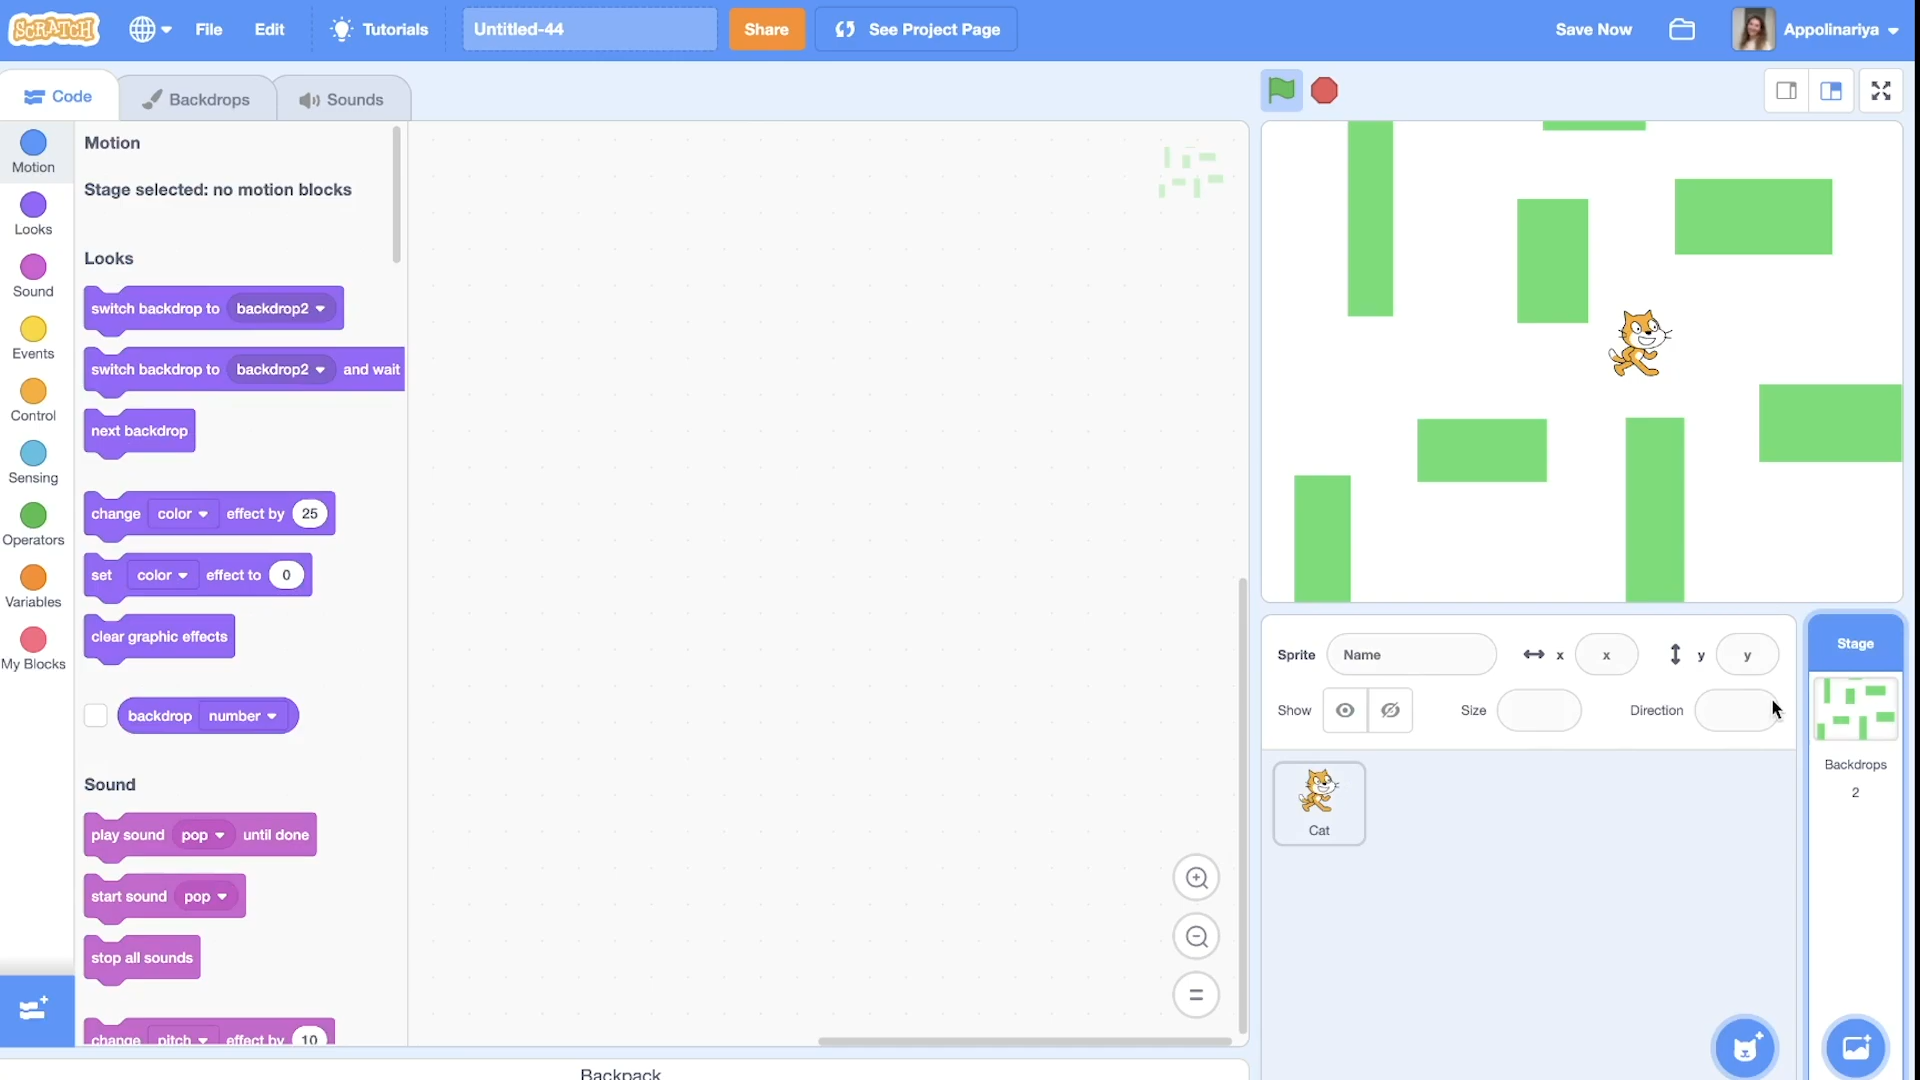 SCRATCH File Edit Tutorials Untitled-44 Share See Project Page Save Now Appolinariya
Code Backdrops Sounds
Motion
Looks
Sound
Events
Control
Sensing
Operators
Variables
My Blocks
Motion
Stage selected: no motion blocks
Looks
switch backdrop to backdrop2
switch backdrop to backdrop2 and wait
next backdrop
change color effect by 25
set color effect to 0
clear graphic effects
backdrop number
Sound
play sound pop until done
start sound pop
stop all sounds
change pitch effect by 10
Backpack
Sprite Name x x y y
Show Size Direction
Cat
Stage
Backdrops
2